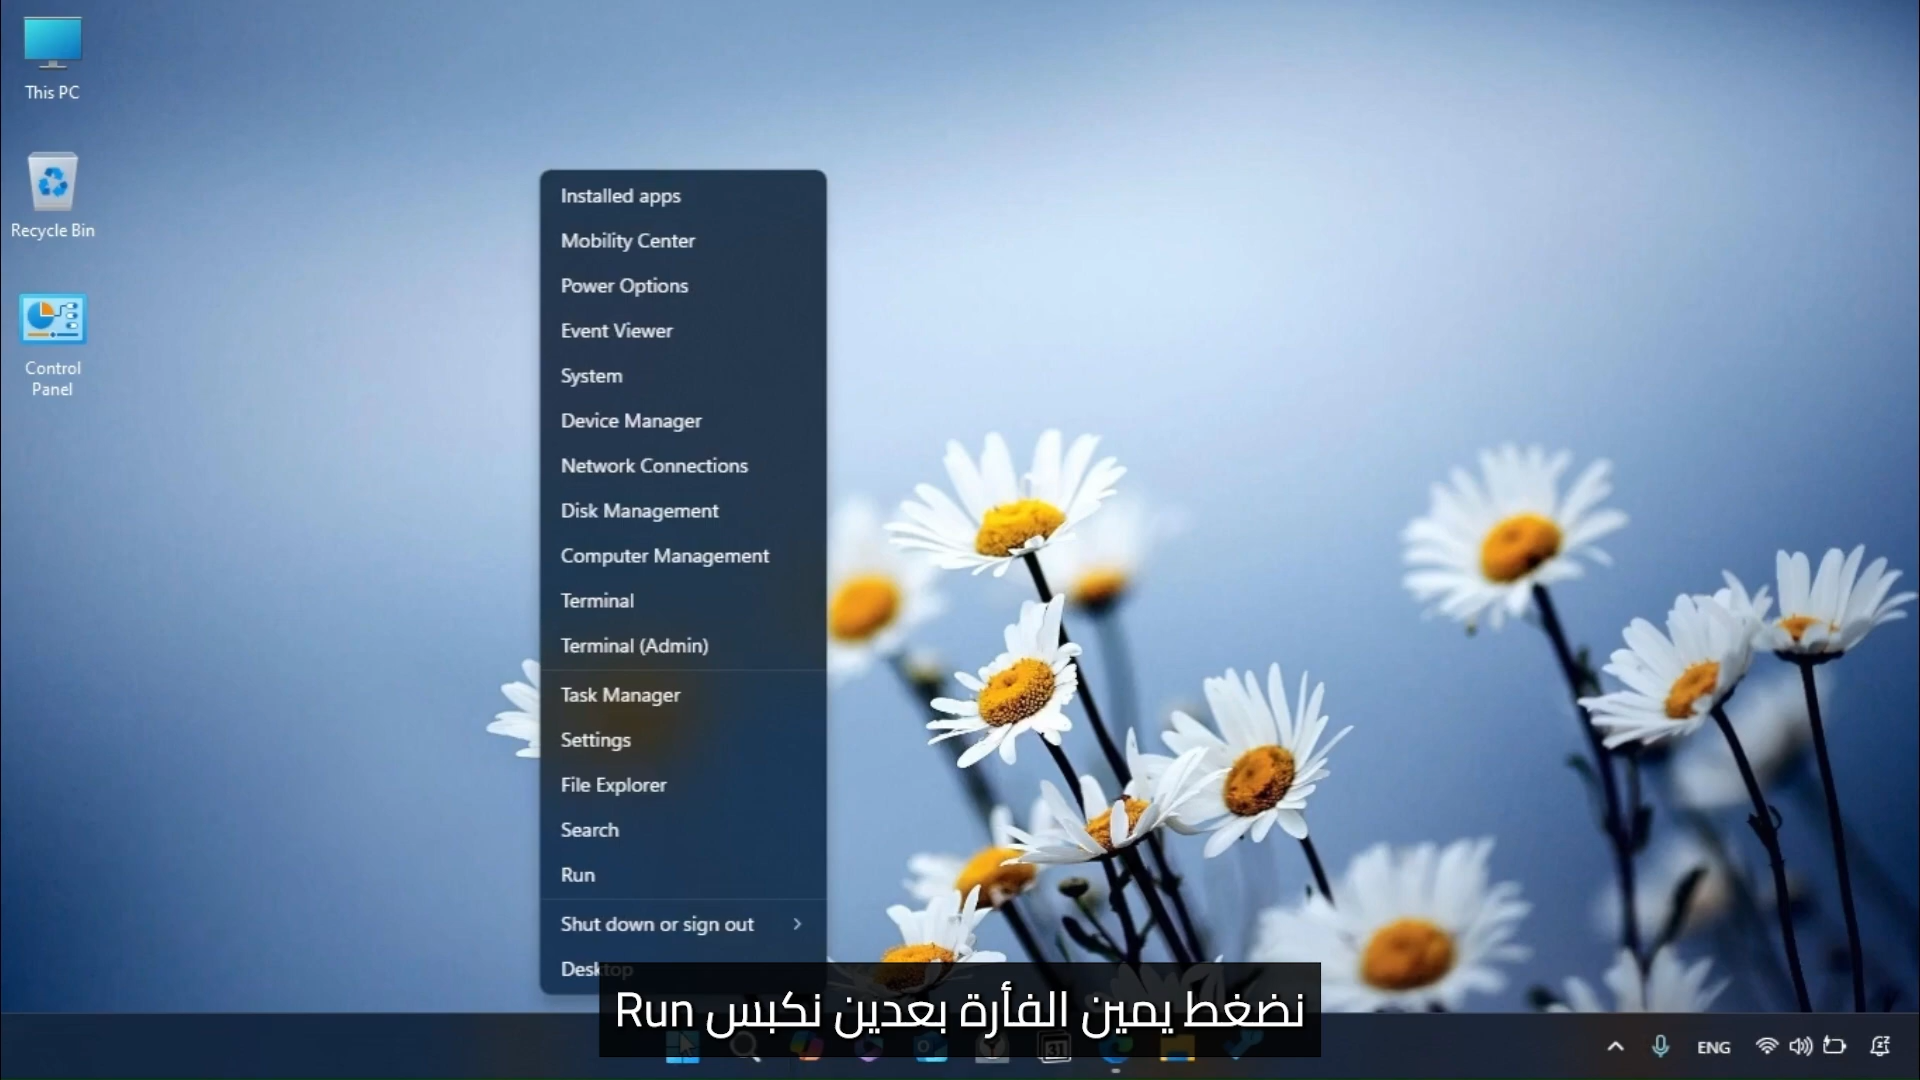 This PC
Recycle Bin
Control
Panel
Installed apps
Mobility Center
Power Options
Event Viewer
System
Device Manager
Network Connections
Disk Management
Computer Management
Terminal
Terminal (Admin)
Task Manager
Settings
File Explorer
Search
Run
Shut down or sign out
Desktop
نضغط يمين الفأرة بعدين نكبس Run
31
ENG